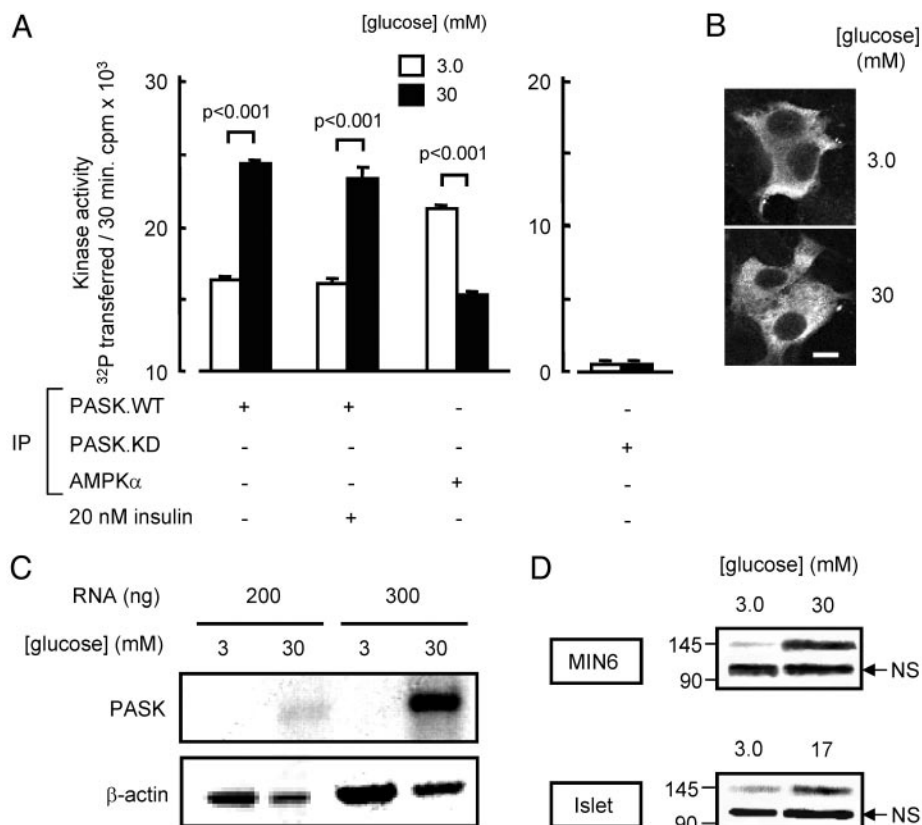 A
[glucose] (mM)
3.0
30
Kinase activity
³²P transferred / 30 min. cpm x 10³
30
20
10
p<0.001
p<0.001
p<0.001
20
10
0
IP
PASK.WT + + - -
PASK.KD - - - +
AMPKα - - + -
20 nM insulin - + - -
B
[glucose]
(mM)
3.0
30
C
RNA (ng) 200 300
[glucose] (mM) 3 30 3 30
PASK
β-actin
D
[glucose] (mM)
3.0 30
MIN6
145
90
NS
3.0 17
Islet
145
90
NS